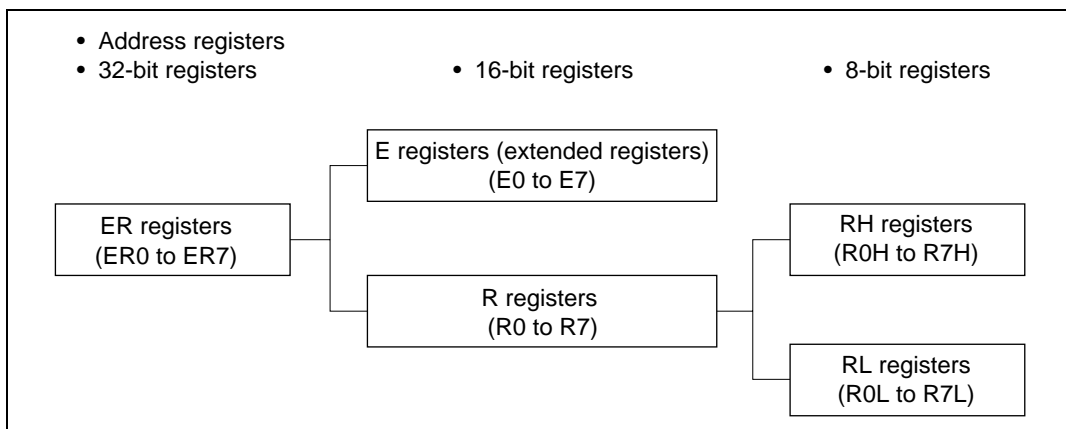 • Address registers
• 32-bit registers
• 16-bit registers
• 8-bit registers
E registers (extended registers)
(E0 to E7)
ER registers
(ER0 to ER7)
RH registers
(R0H to R7H)
R registers
(R0 to R7)
RL registers
(R0L to R7L)